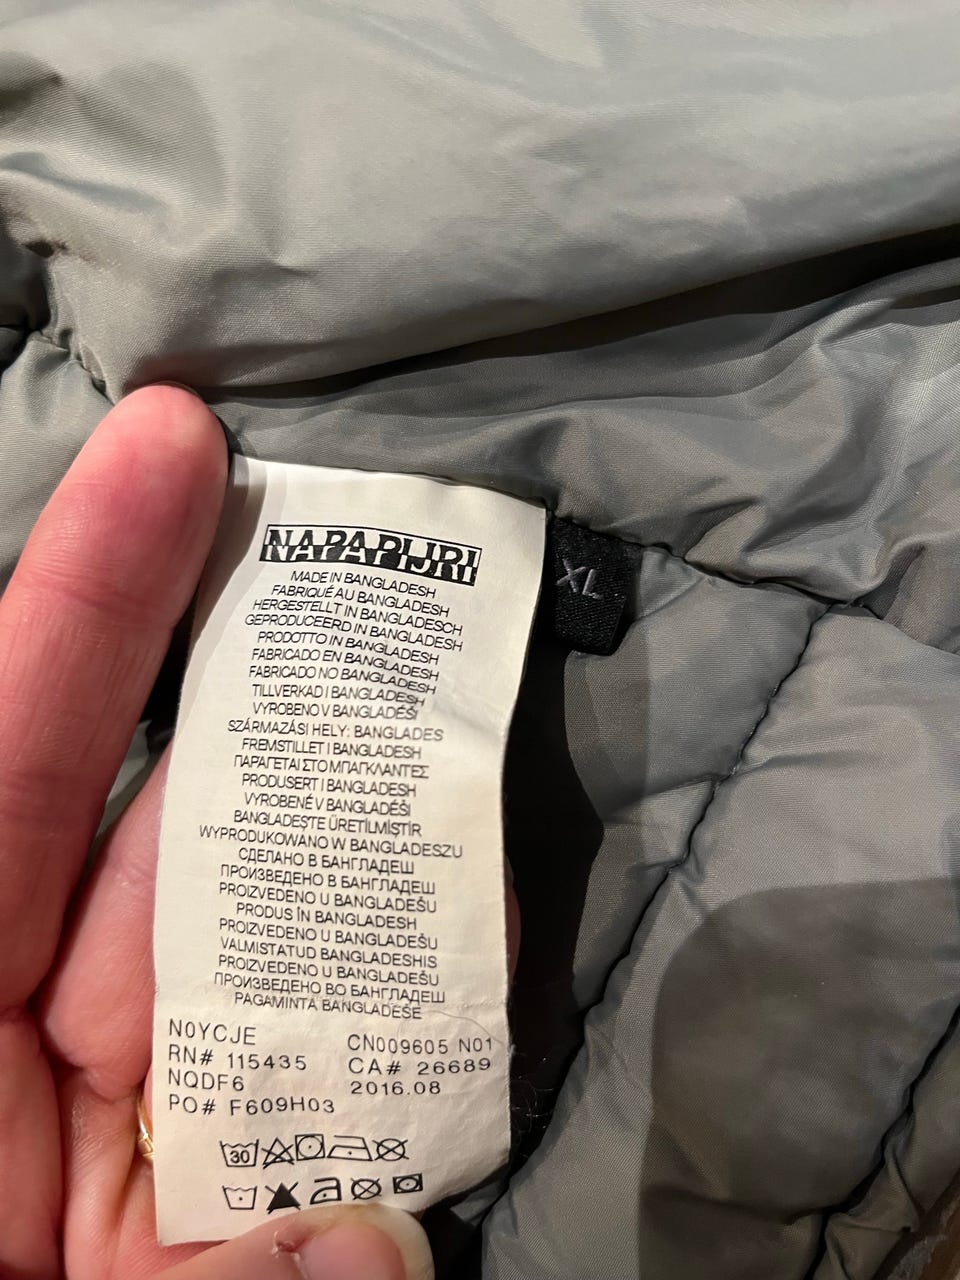 NAPAPIJRI
XL
MADE IN BANGLADESH
FABRIQUÉ AU BANGLADESH
HERGESTELLT IN BANGLADESCH
GEPRODUCEERD IN BANGLADESH
PRODOTTO IN BANGLADESH
FABRICADO EN BANGLADESH
FABRICADO NO BANGLADESH
TILLVERKAD I BANGLADESH
VYROBENO V BANGLADÉŠI
SZÁRMAZÁSI HELY: BANGLADES
FREMSTILLET I BANGLADESH
ΠΑΡΑΓΕΤΑΙ ΣΤΟ ΜΠΑΓΚΛΑΝΤΕΣ
PRODUSERT I BANGLADESH
VYROBENÉ V BANGLADÉŠI
BANGLADEŞTE ÜRETİLMİŞTİR
WYPRODUKOWANO W BANGLADESZU
СДЕЛАНО В БАНГЛАДЕШ
ПРОИЗВЕДЕНО В БАНГЛАДЕШ
PROIZVEDENO U BANGLADEŠU
PRODUS ÎN BANGLADESH
PROIZVEDENO U BANGLADEŠU
VALMISTATUD BANGLADESHIS
PROIZVEDENO U BANGLADEŠU
ПРОИЗВЕДЕНО ВО БАНГЛАДЕШ
PAGAMINTA BANGLADEŠE
N0YCJE CN009605 N01
RN# 115435 CA# 26689
NQDF6 2016.08
PO# F609H03
30